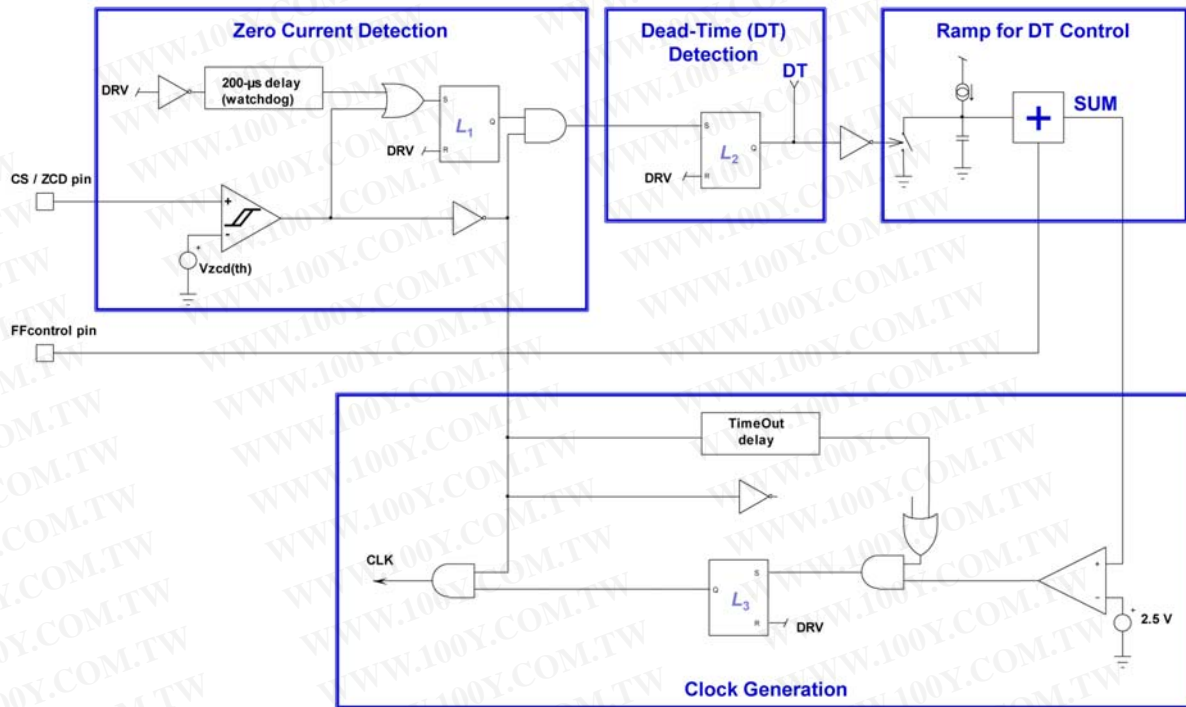 Zero Current Detection
Dead-Time (DT)
Detection
Ramp for DT Control
DRV
200-µs delay
(watchdog)
S
Q
L1
R
DRV
DT
S
Q
L2
R
DRV
+
SUM
CS / ZCD pin
+
-
+
Vzcd(th)
FFcontrol pin
TimeOut
delay
CLK
Q
S
L3
R
DRV
+
-
+
2.5 V
Clock Generation
WWW.100Y.COM.TW